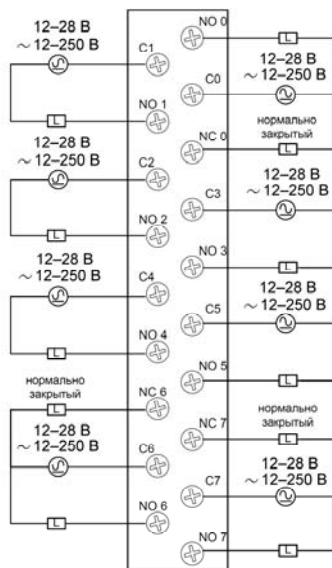 NO 0
12–28 В
~ 12–250 В
C1
L
12–28 В
~ 12–250 В
C0
NO 1
L
NC 0
нормально
закрытый
L
12–28 В
~ 12–250 В
C2
C3
12–28 В
~ 12–250 В
NO 2
L
NO 3
L
12–28 В
~ 12–250 В
C4
C5
12–28 В
~ 12–250 В
NO 4
L
NO 5
L
нормально
закрытый
NC 6
L
NC 7
нормально
закрытый
L
12–28 В
~ 12–250 В
C6
C7
12–28 В
~ 12–250 В
NO 6
L
NO 7
L